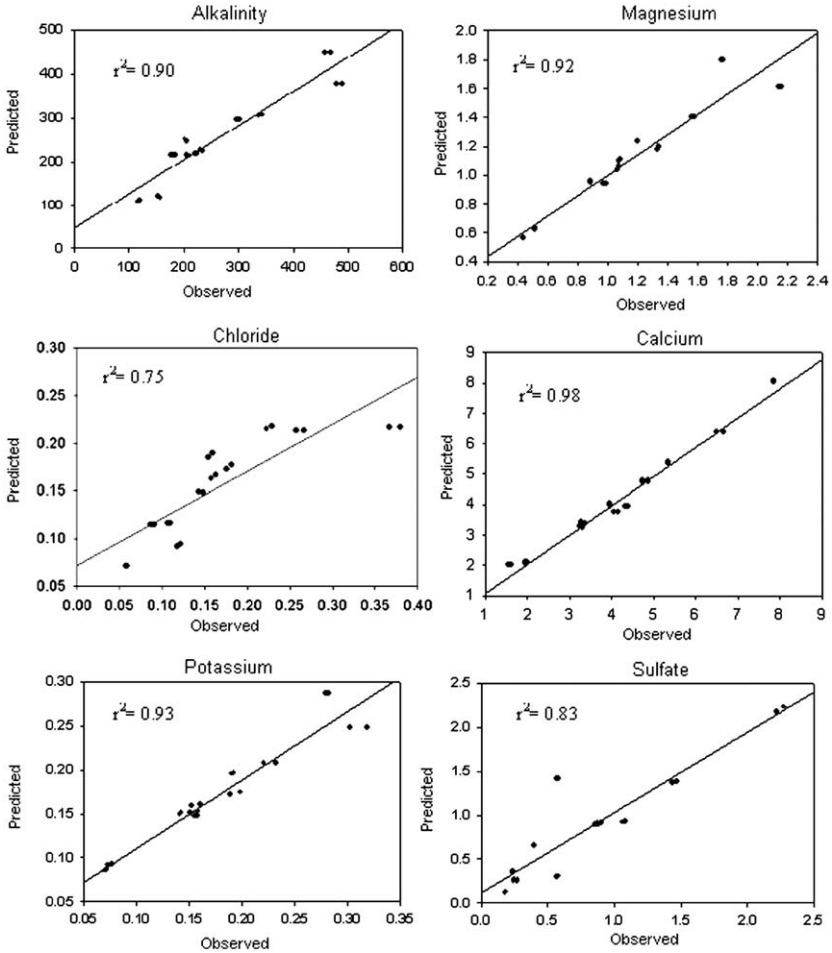 Alkalinity
r2= 0.90
500
400
300
200
100
0
0 100 200 300 400 500 600
Predicted
Observed
Magnesium
r2= 0.92
2.0
1.8
1.6
1.4
1.2
1.0
0.8
0.6
0.4
0.2 0.4 0.6 0.8 1.0 1.2 1.4 1.6 1.8 2.0 2.2 2.4
Predicted
Observed
Chloride
r2= 0.75
0.30
0.25
0.20
0.15
0.10
0.05
0.00 0.05 0.10 0.15 0.20 0.25 0.30 0.35 0.40
Predicted
Observed
Calcium
r2= 0.98
9
8
7
6
5
4
3
2
1
1 2 3 4 5 6 7 8 9
Predicted
Observed
Potassium
r2= 0.93
0.30
0.25
0.20
0.15
0.10
0.05
0.05 0.10 0.15 0.20 0.25 0.30 0.35
Predicted
Observed
Sulfate
r2= 0.83
2.5
2.0
1.5
1.0
0.5
0.0
0.0 0.5 1.0 1.5 2.0 2.5
Predicted
Observed